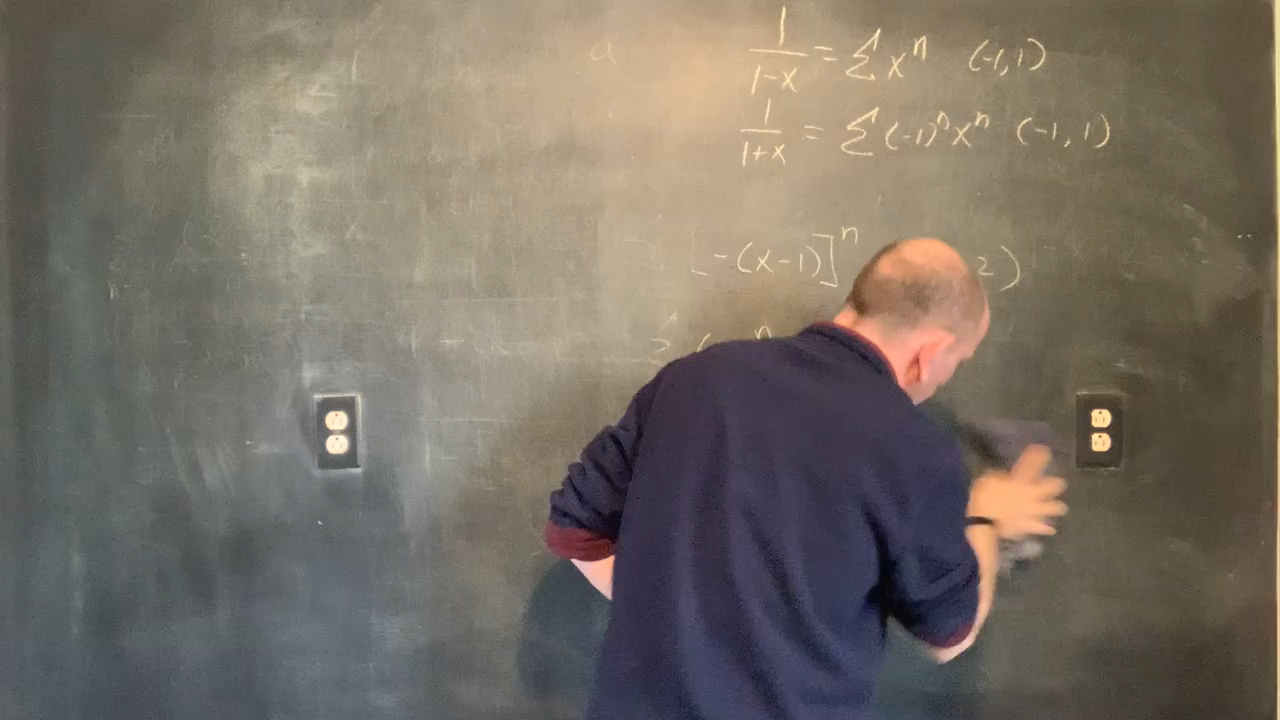 a
1/(1-x) = Σ x^n (-1, 1)
1/(1+x) = Σ (-1)^n x^n (-1, 1)
[-(x-1)]^n 2)
( n